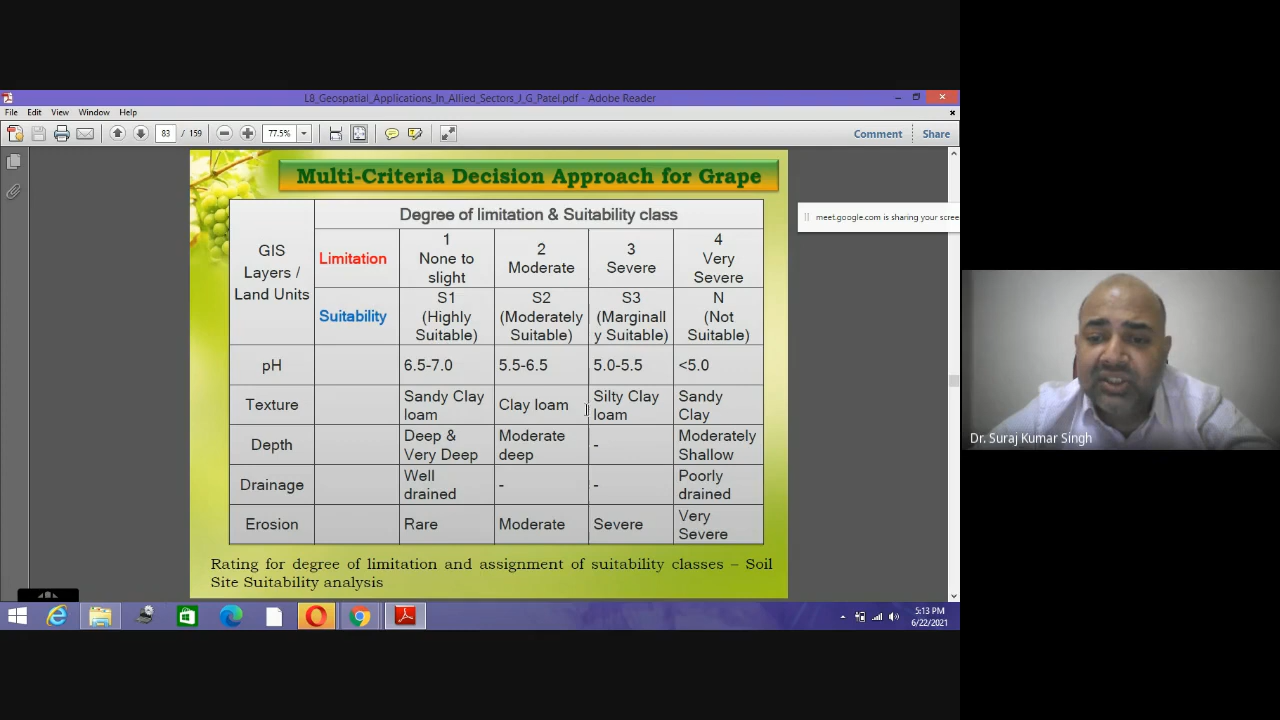 L8_Geospatial_Applications_In_Allied_Sectors_J_G_Patel.pdf - Adobe Reader
File Edit View Window Help
83 / 159 77.5% Comment Share
Multi-Criteria Decision Approach for Grape
GIS
Layers /
Land Units
Degree of limitation & Suitability class
Limitation
1
None to
slight
2
Moderate
3
Severe
4
Very
Severe
Suitability
S1
(Highly
Suitable)
S2
(Moderately
Suitable)
S3
(Marginall
y Suitable)
N
(Not
Suitable)
pH
6.5-7.0
5.5-6.5
5.0-5.5
<5.0
Texture
Sandy Clay
loam
Clay loam
Silty Clay
loam
Sandy
Clay
Depth
Deep &
Very Deep
Moderate
deep
-
Moderately
Shallow
Drainage
Well
drained
-
-
Poorly
drained
Erosion
Rare
Moderate
Severe
Very
Severe
Rating for degree of limitation and assignment of suitability classes – Soil
Site Suitability analysis
meet.google.com is sharing your scree
Dr. Suraj Kumar Singh
5:13 PM
6/22/2021